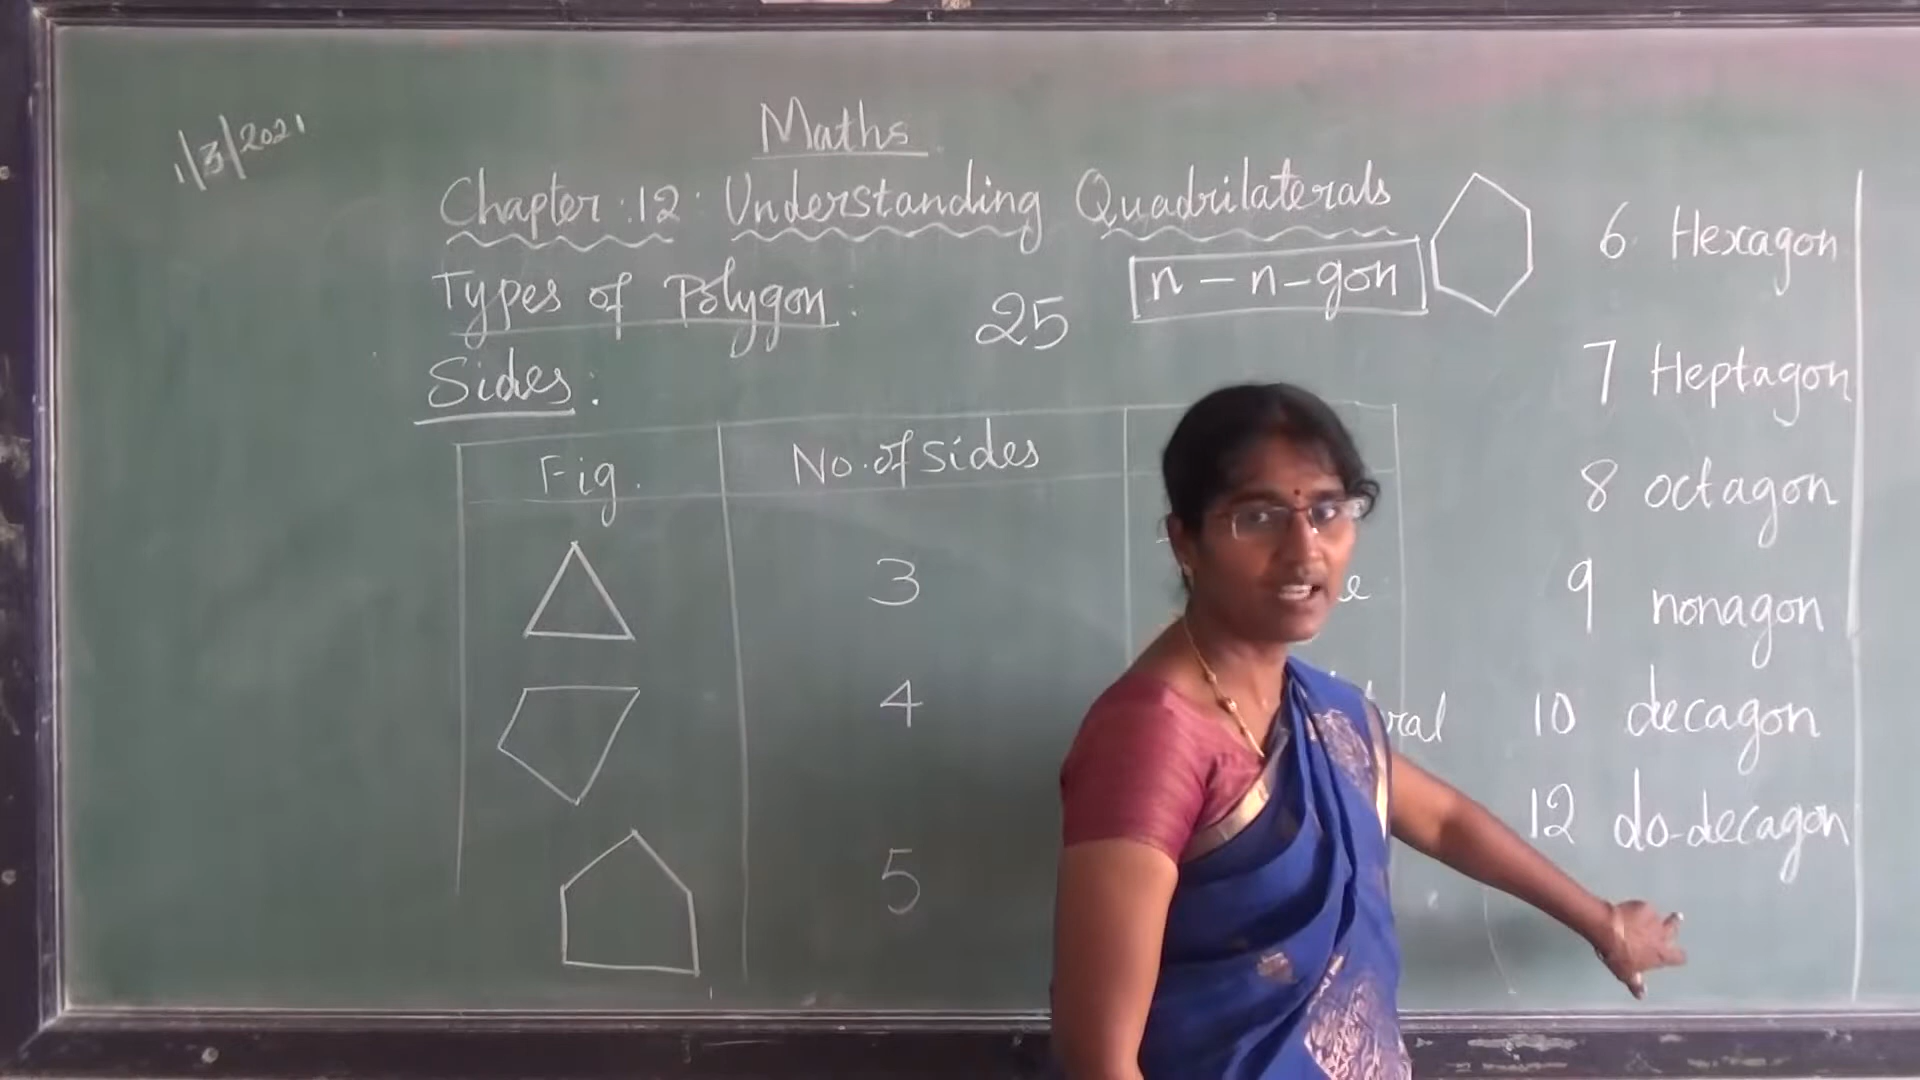 1/3/2021
Maths
Chapter:12: Understanding Quadrilaterals
Types of Polygon:
25
n - n-gon
Sides:
Fig.
No. of sides
3
4
5
6 Hexagon
7 Heptagon
8 octagon
9 nonagon
10 decagon
12 do-decagon